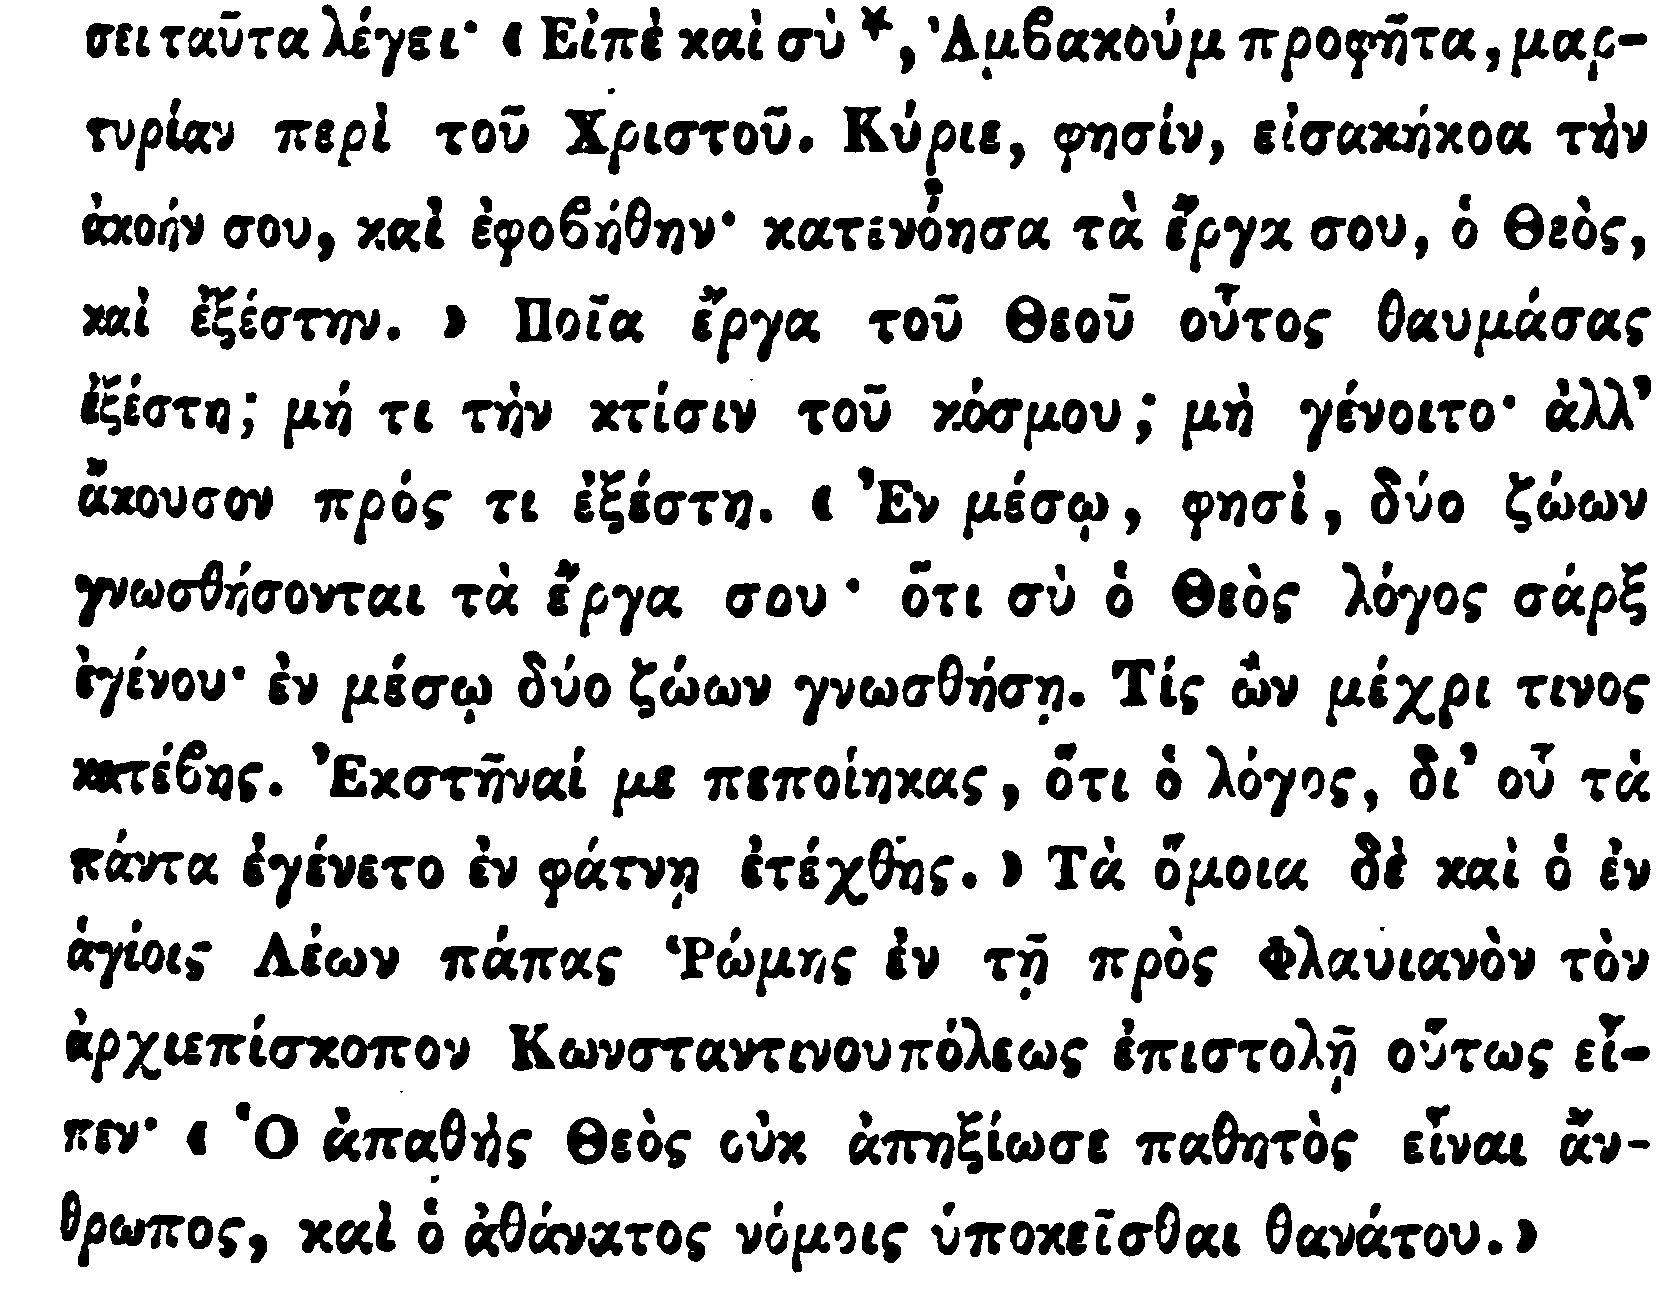 σει ταῦτα λέγει· ‹ Εἰπὲ καὶ σὺ *, Ἀμβακοὺμ προφῆτα, μαρ-
τυρίαν περὶ τοῦ Χριστοῦ. Κύριε, φησίν, εἰσακήκοα τὴν
ἀκοήν σου, καὶ ἐφοβήθην· κατενόησα τὰ ἔργα σου, ὁ Θεὸς,
καὶ ἐξέστην. › Ποῖα ἔργα τοῦ Θεοῦ οὗτος θαυμάσας
ἐξέστη; μή τι τὴν κτίσιν τοῦ κόσμου; μὴ γένοιτο· ἀλλ’
ἄκουσον πρός τι ἐξέστη. ‹ Ἐν μέσῳ, φησὶ, δύο ζώων
γνωσθήσονται τὰ ἔργα σου · ὅτι σὺ ὁ Θεὸς λόγος σάρξ
ἐγένου· ἐν μέσῳ δύο ζώων γνωσθήσῃ. Τίς ὢν μέχρι τινος
κατέβης. Ἐκστῆναί με πεποίηκας, ὅτι ὁ λόγος, δι’ οὗ τὰ
πάντα ἐγένετο ἐν φάτνῃ ἐτέχθης. › Τὰ ὅμοια δὲ καὶ ὁ ἐν
ἁγίοις Λέων πάπας Ῥώμης ἐν τῇ πρὸς Φλαυιανὸν τὸν
ἀρχιεπίσκοπον Κωνσταντινουπόλεως ἐπιστολῇ οὕτως εἶ-
πεν· ‹ Ὁ ἀπαθὴς Θεὸς οὐκ ἀπηξίωσε παθητὸς εἶναι ἄν-
θρωπος, καὶ ὁ ἀθάνατος νόμοις ὑποκεῖσθαι θανάτου. ›